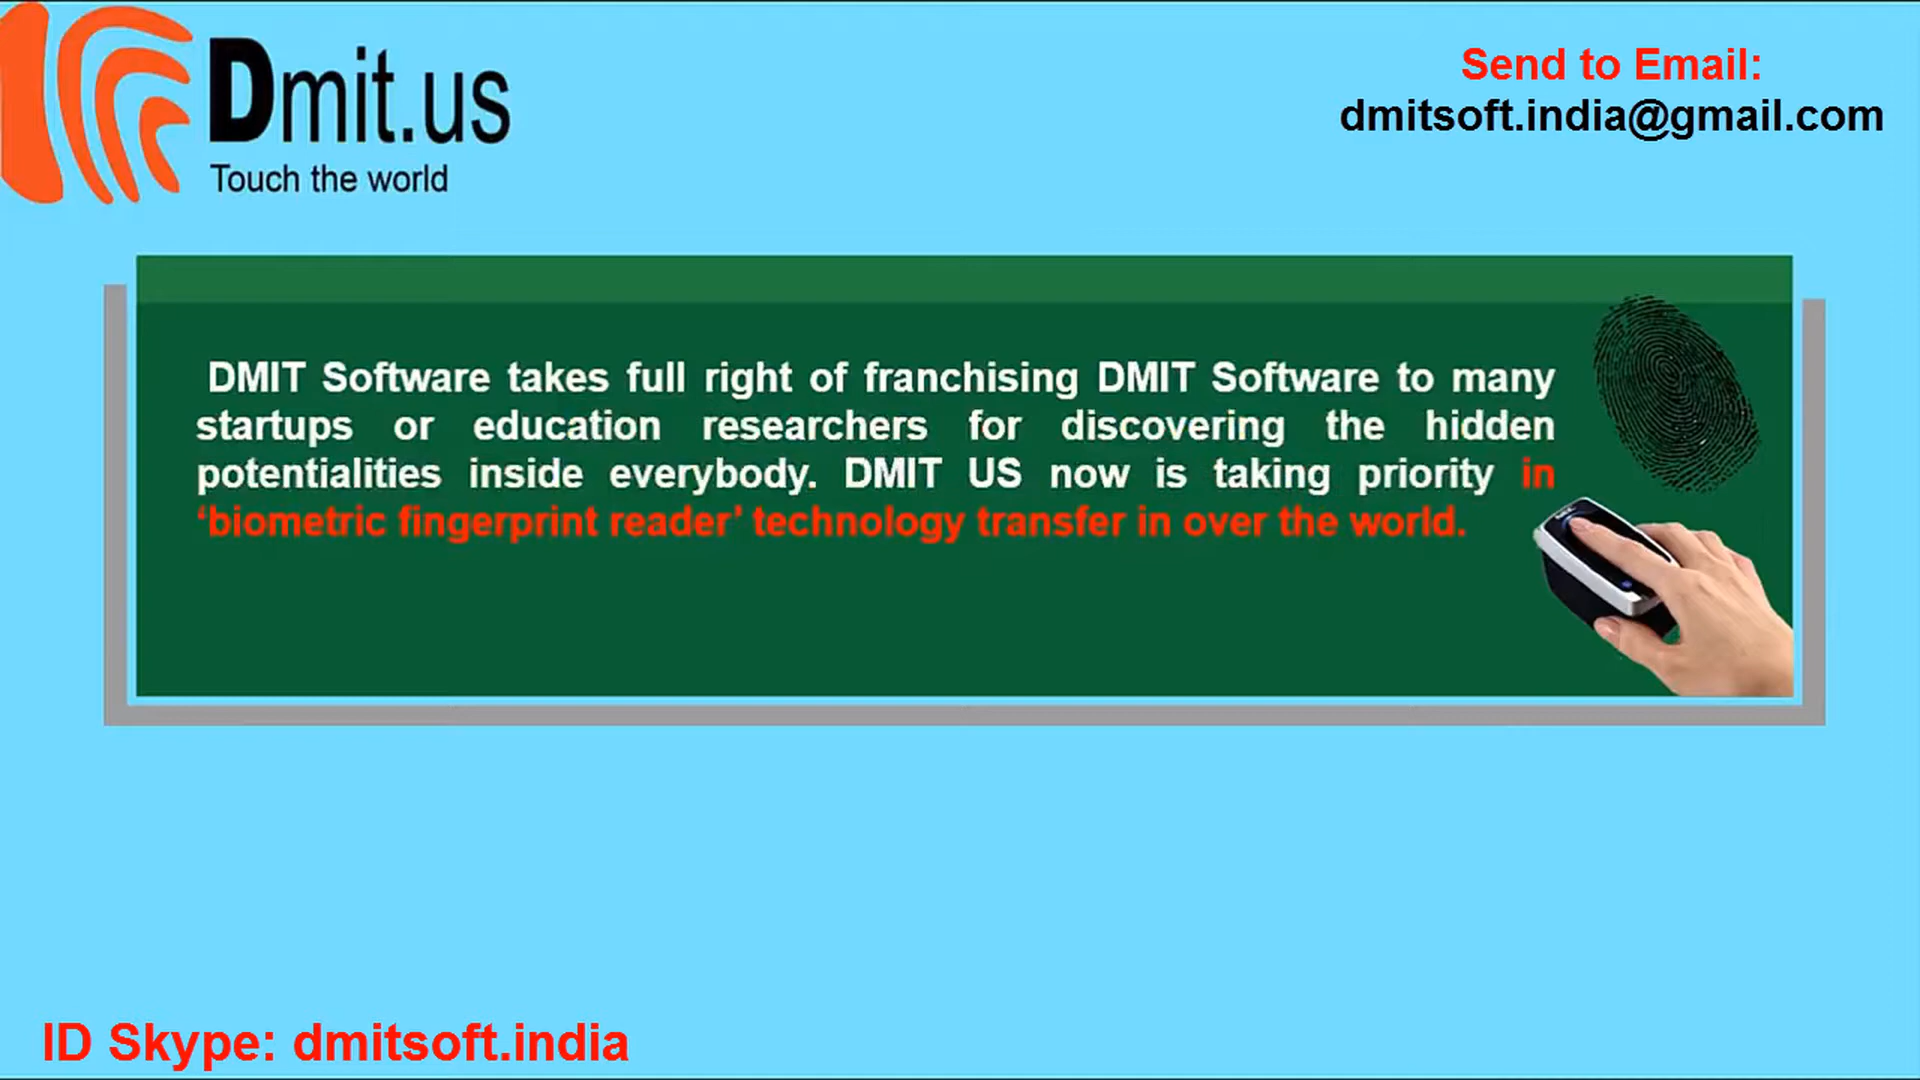 Dmit.us
Touch the world
Send to Email:
dmitsoft.india@gmail.com
DMIT Software takes full right of franchising DMIT Software to many
startups or education researchers for discovering the hidden
potentialities inside everybody. DMIT US now is taking priority in
‘biometric fingerprint reader’ technology transfer in over the world.
ID Skype: dmitsoft.india